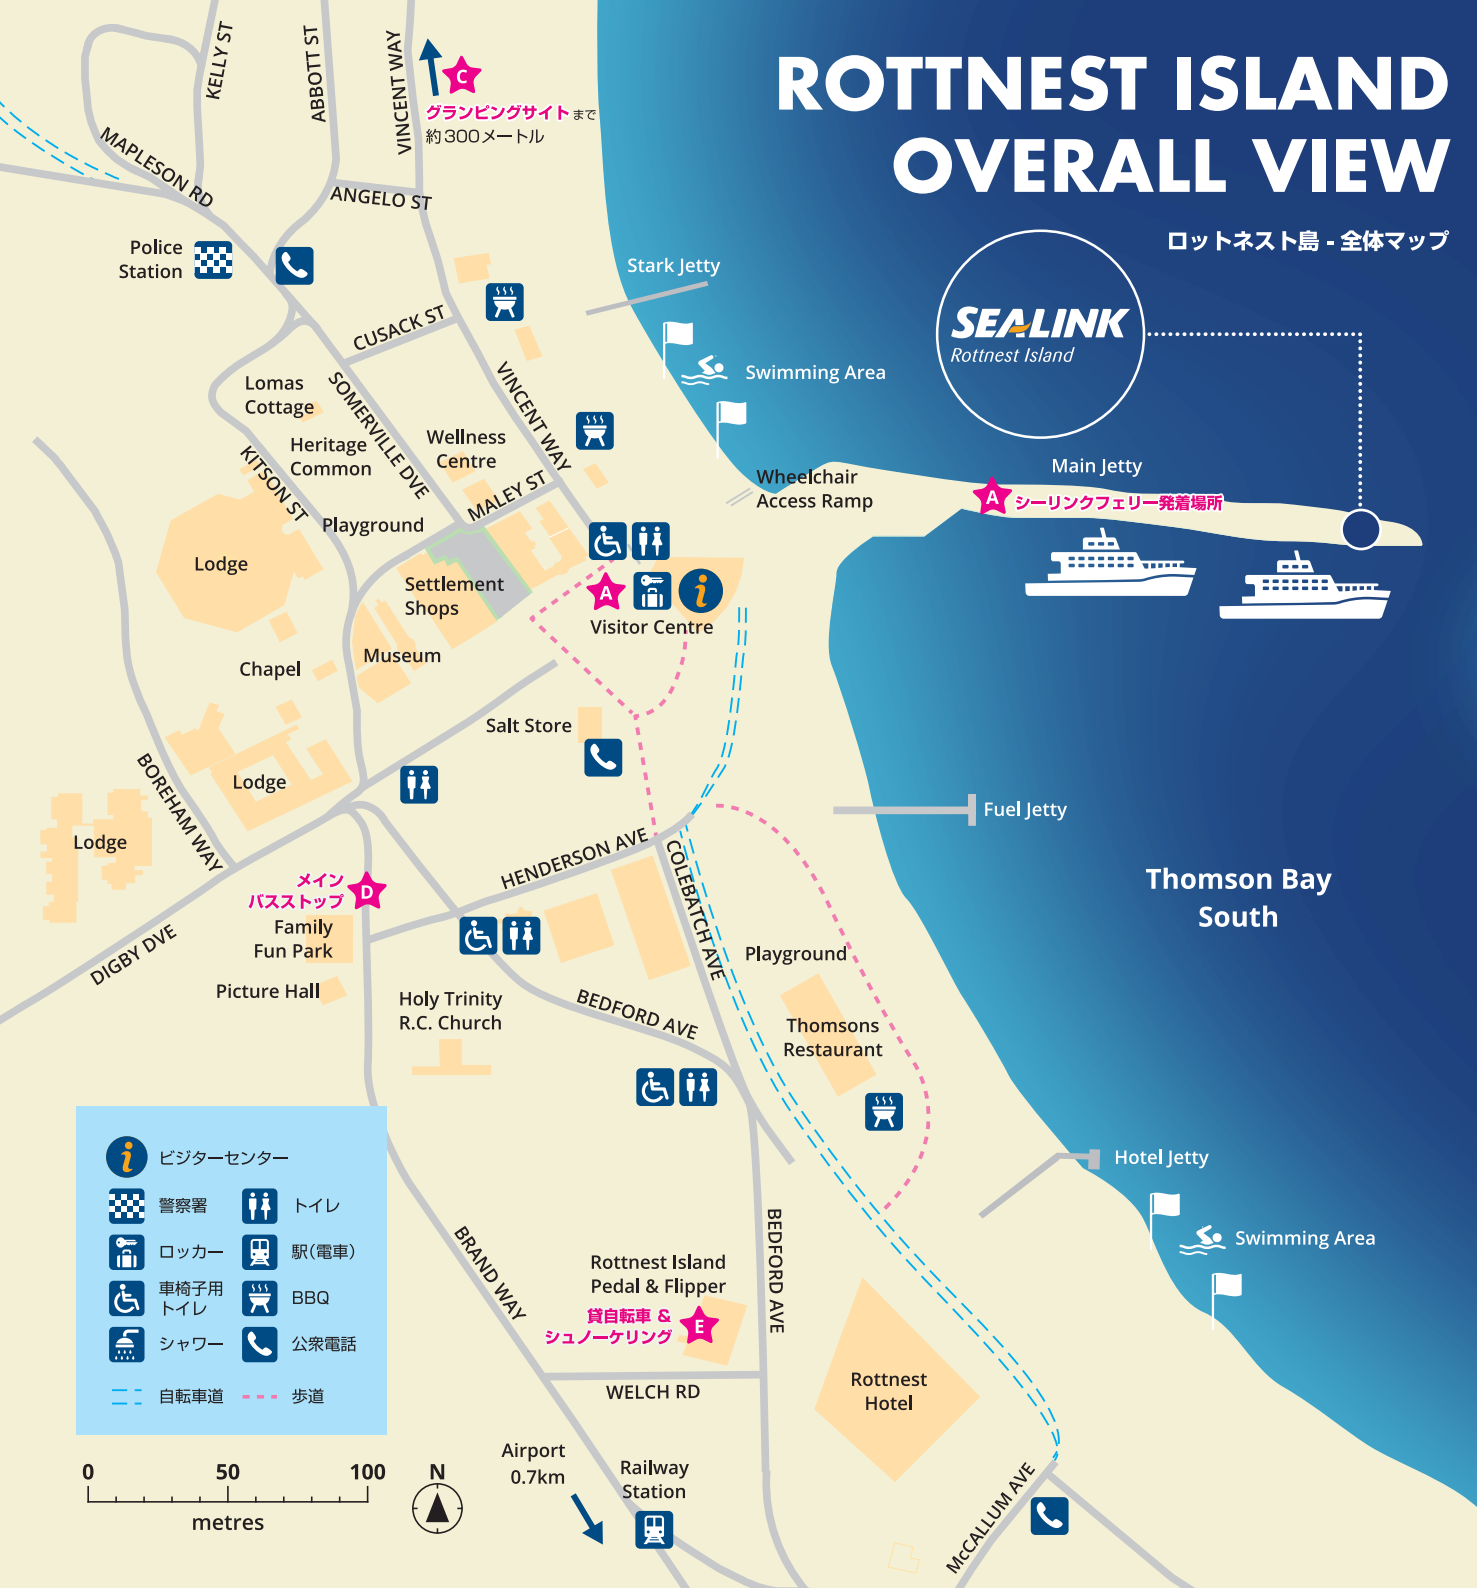 ROTTNEST ISLAND
OVERALL VIEW
ロットネスト島 - 全体マップ
SEALINK
Rottnest Island
KELLY ST
ABBOTT ST
VINCENT WAY
C
グランピングサイトまで
約300メートル
MAPLESON RD
ANGELO ST
Police
Station
Stark Jetty
CUSACK ST
Swimming Area
Lomas
Cottage
SOMERVILLE DVE
VINCENT WAY
Heritage
Common
Wellness
Centre
KITSON ST
MALEY ST
Wheelchair
Access Ramp
Main Jetty
A
シーリンクフェリー発着場所
Playground
Lodge
Settlement
Shops
A
i
Visitor Centre
Museum
Chapel
Salt Store
BOREHAM WAY
Lodge
Lodge
Fuel Jetty
HENDERSON AVE
COLEBATCH AVE
Thomson Bay
South
メイン
バスストップ
D
Family
Fun Park
DIGBY DVE
Picture Hall
Playground
Holy Trinity
R.C. Church
BEDFORD AVE
Thomsons
Restaurant
Hotel Jetty
Swimming Area
i
ビジターセンター
警察署
トイレ
ロッカー
駅(電車)
車椅子用
トイレ
BBQ
シャワー
公衆電話
自転車道
歩道
BRAND WAY
BEDFORD AVE
Rottnest Island
Pedal & Flipper
貸自転車 &
シュノーケリング
E
WELCH RD
Rottnest
Hotel
Airport
0.7km
Railway
Station
McCALLUM AVE
0 50 100
metres
N